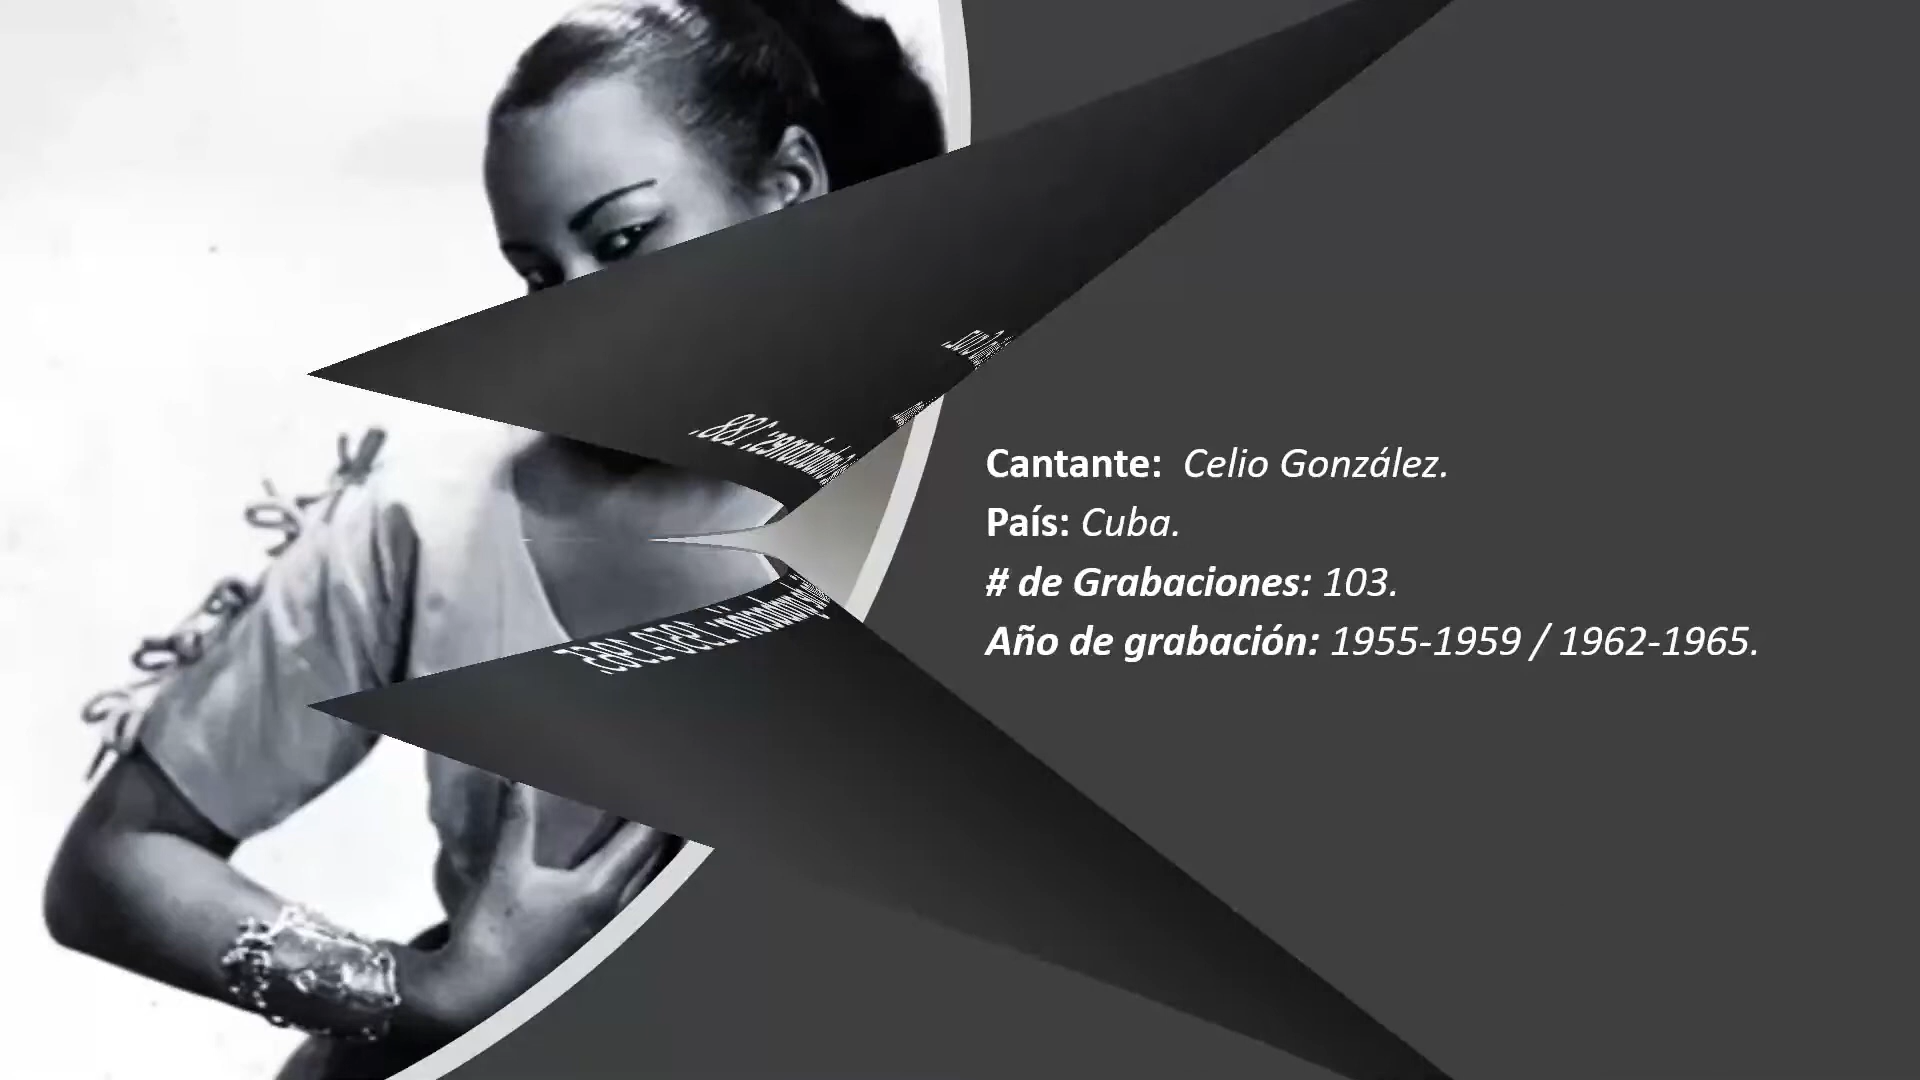 Cantante:  Celio González.
País: Cuba.
# de Grabaciones: 103.
Año de grabación: 1955-1959 / 1962-1965.